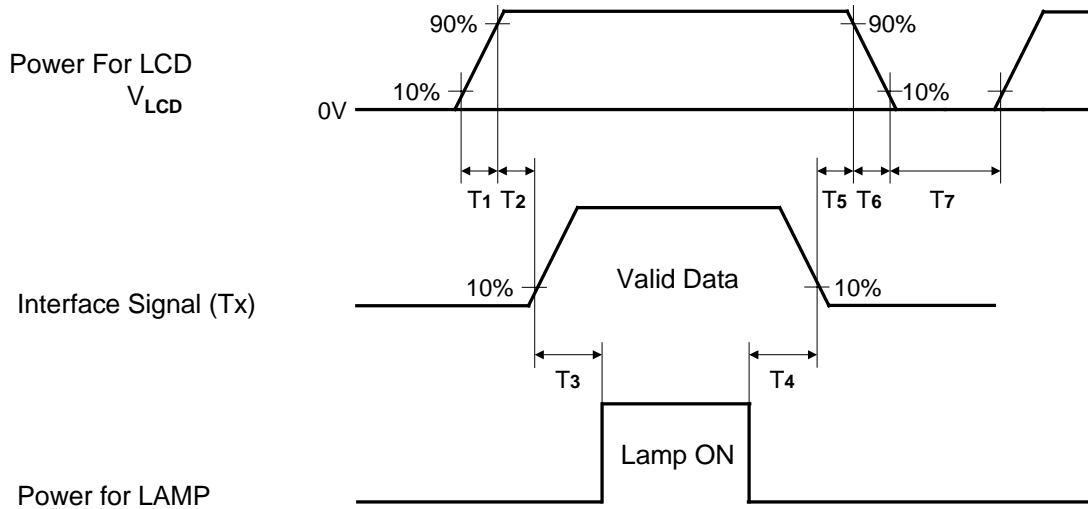 90%
90%
Power For LCD
VLCD
10%
10%
0V
T1 T2
T5 T6 T7
Valid Data
10%
10%
Interface Signal (Tx)
T3
T4
Lamp ON
Power for LAMP